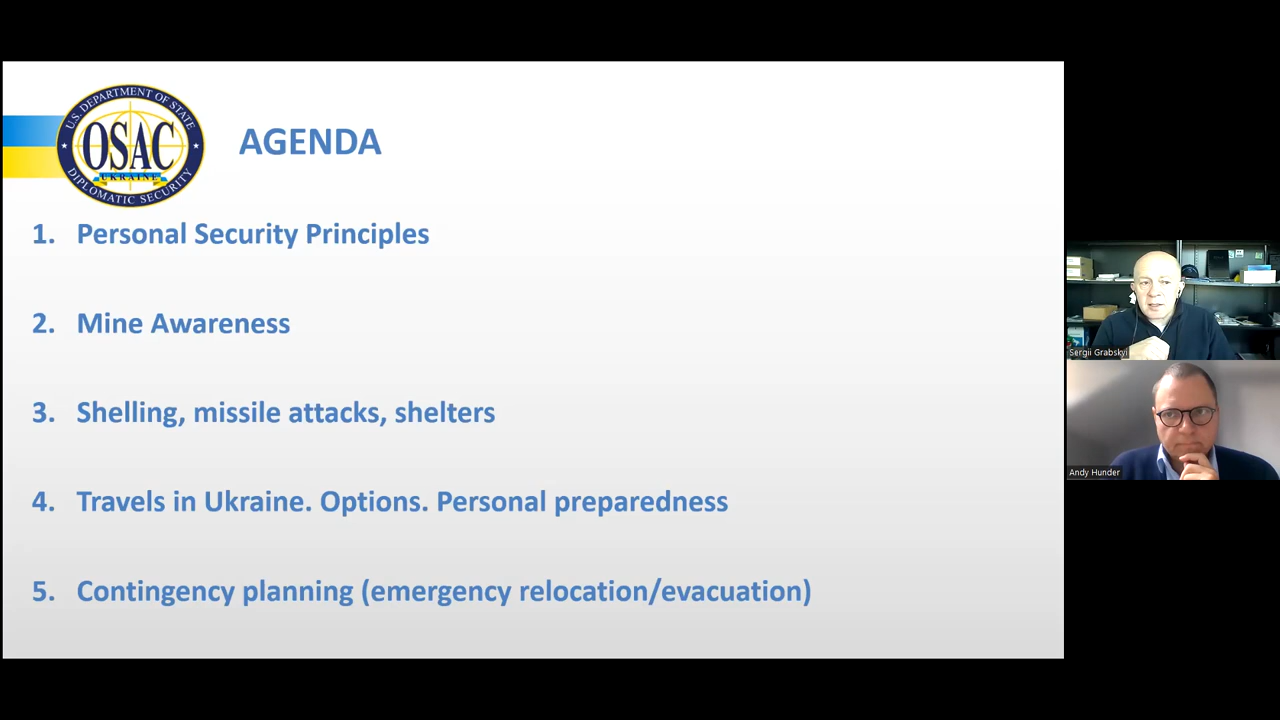 U.S. DEPARTMENT OF STATE
OSAC
UKRAINE
DIPLOMATIC SECURITY
AGENDA
1. Personal Security Principles
2. Mine Awareness
3. Shelling, missile attacks, shelters
4. Travels in Ukraine. Options. Personal preparedness
5. Contingency planning (emergency relocation/evacuation)
Sergii Grabskyi
Andy Hunder